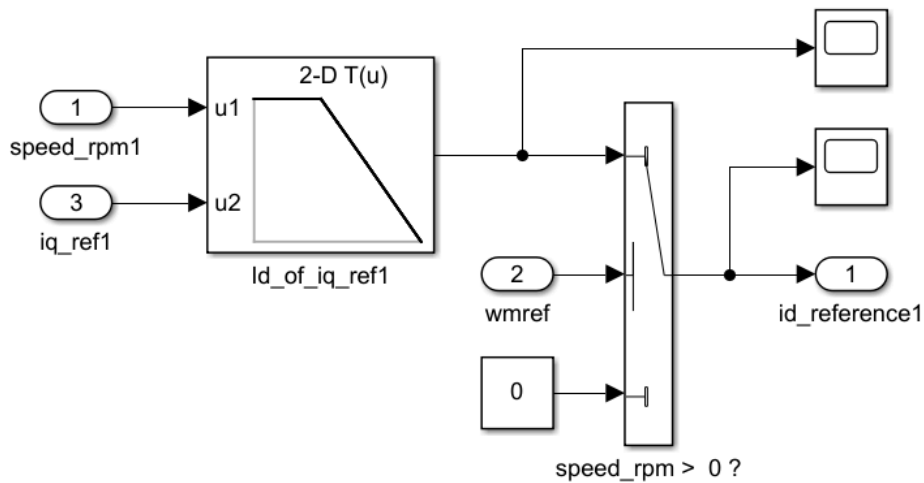 2-D T(u)
1
u1
speed_rpm1
3
u2
iq_ref1
Id_of_iq_ref1
2
wmref
1
id_reference1
0
speed_rpm > 0 ?